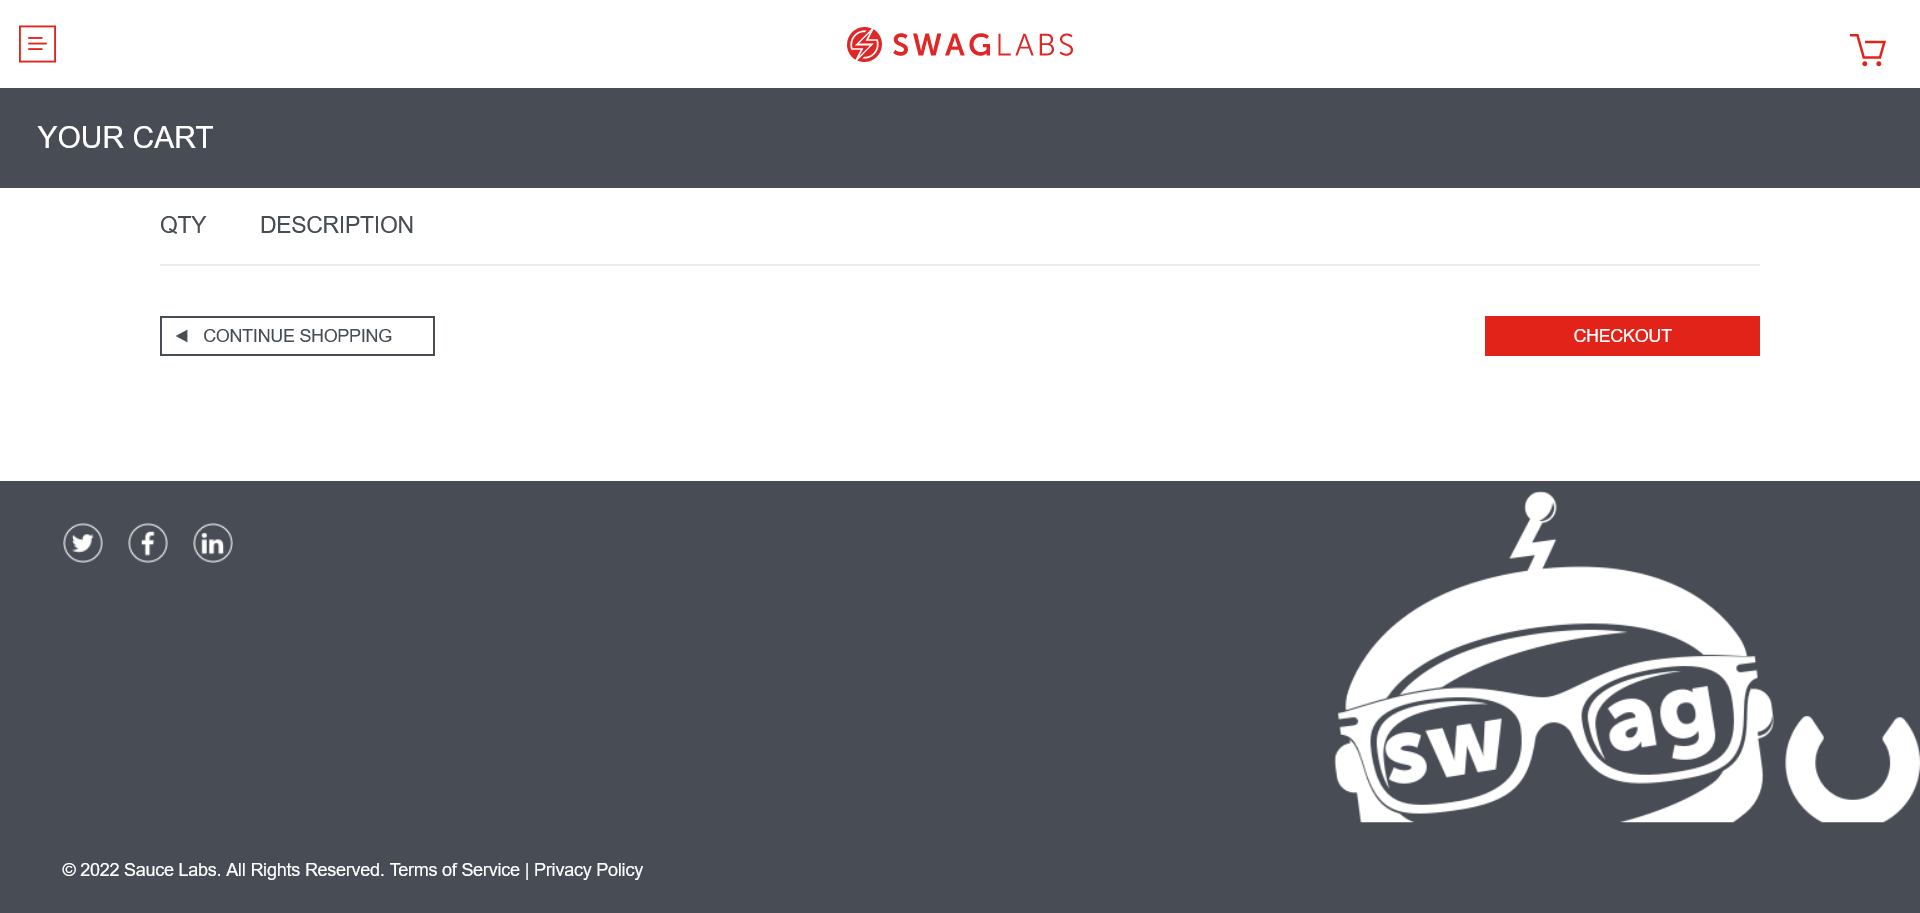 SWAGLABS
YOUR CART
QTY DESCRIPTION
CONTINUE SHOPPING
CHECKOUT
sw ag
© 2022 Sauce Labs. All Rights Reserved. Terms of Service | Privacy Policy